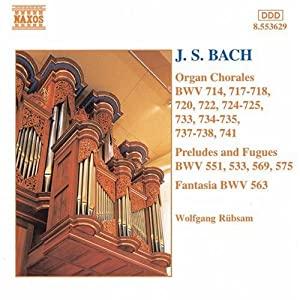 NAXOS
DDD
8.553629
J. S. BACH
Organ Chorales
BWV 714, 717-718,
720, 722, 724-725,
733, 734-735,
737-738, 741
Preludes and Fugues
BWV 551, 533, 569, 575
Fantasia BWV 563
Wolfgang Rübsam